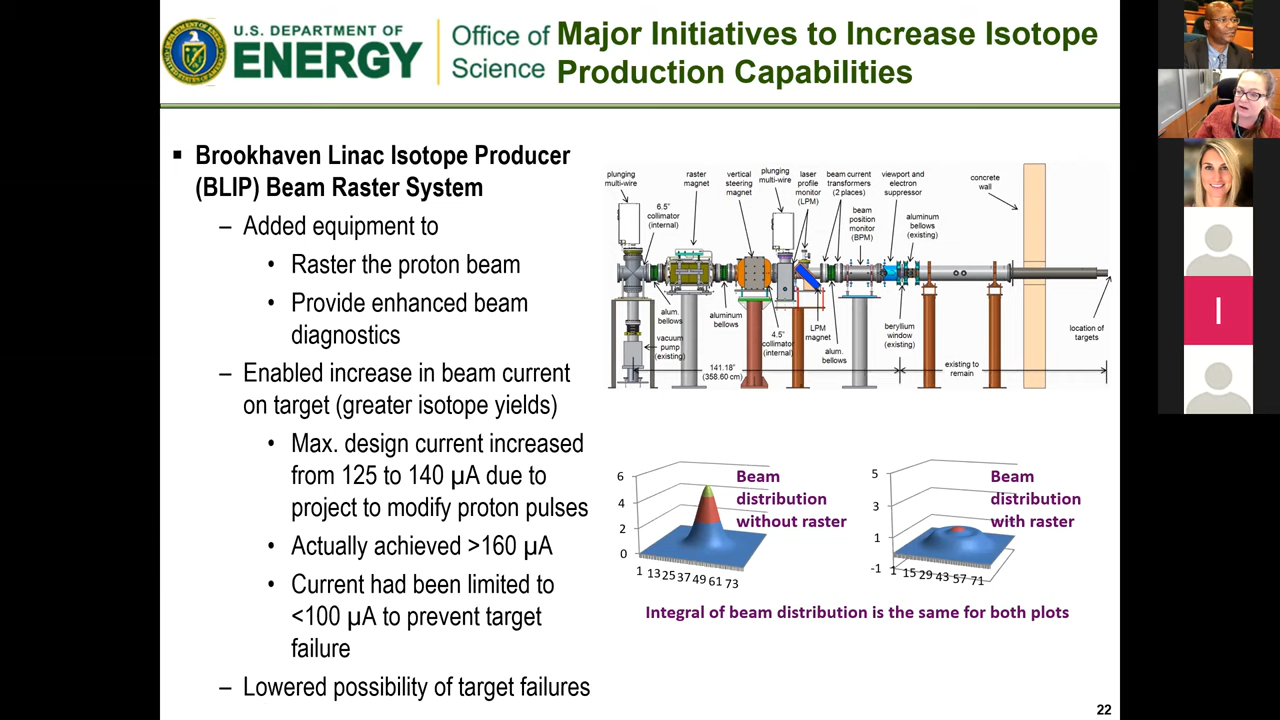 U.S. DEPARTMENT OF
ENERGY
Office of
Science
Major Initiatives to Increase Isotope
Production Capabilities
▪ Brookhaven Linac Isotope Producer
(BLIP) Beam Raster System
– Added equipment to
• Raster the proton beam
• Provide enhanced beam
diagnostics
– Enabled increase in beam current
on target (greater isotope yields)
• Max. design current increased
from 125 to 140 µA due to
project to modify proton pulses
• Actually achieved >160 µA
• Current had been limited to
<100 µA to prevent target
failure
– Lowered possibility of target failures
plunging
multi-wire
6.5"
collimator
(internal)
raster
magnet
vertical
steering
magnet
plunging
multi-wire
laser
profile
monitor
(LPM)
beam current
transformers
(2 places)
beam
position
monitor
(BPM)
viewport and
electron
suppressor
aluminum
bellows
(existing)
concrete
wall
alum.
bellows
vacuum
pump
(existing)
aluminum
bellows
4.5"
collimator
(internal)
LPM
magnet
alum.
bellows
beryllium
window
(existing)
location of
targets
141.18"
(358.60 cm)
existing to
remain
6
4
2
0
1 13 25 37 49 61 73
Beam
distribution
without raster
5
3
1
-1
1 15 29 43 57 71
Beam
distribution
with raster
Integral of beam distribution is the same for both plots
22
I